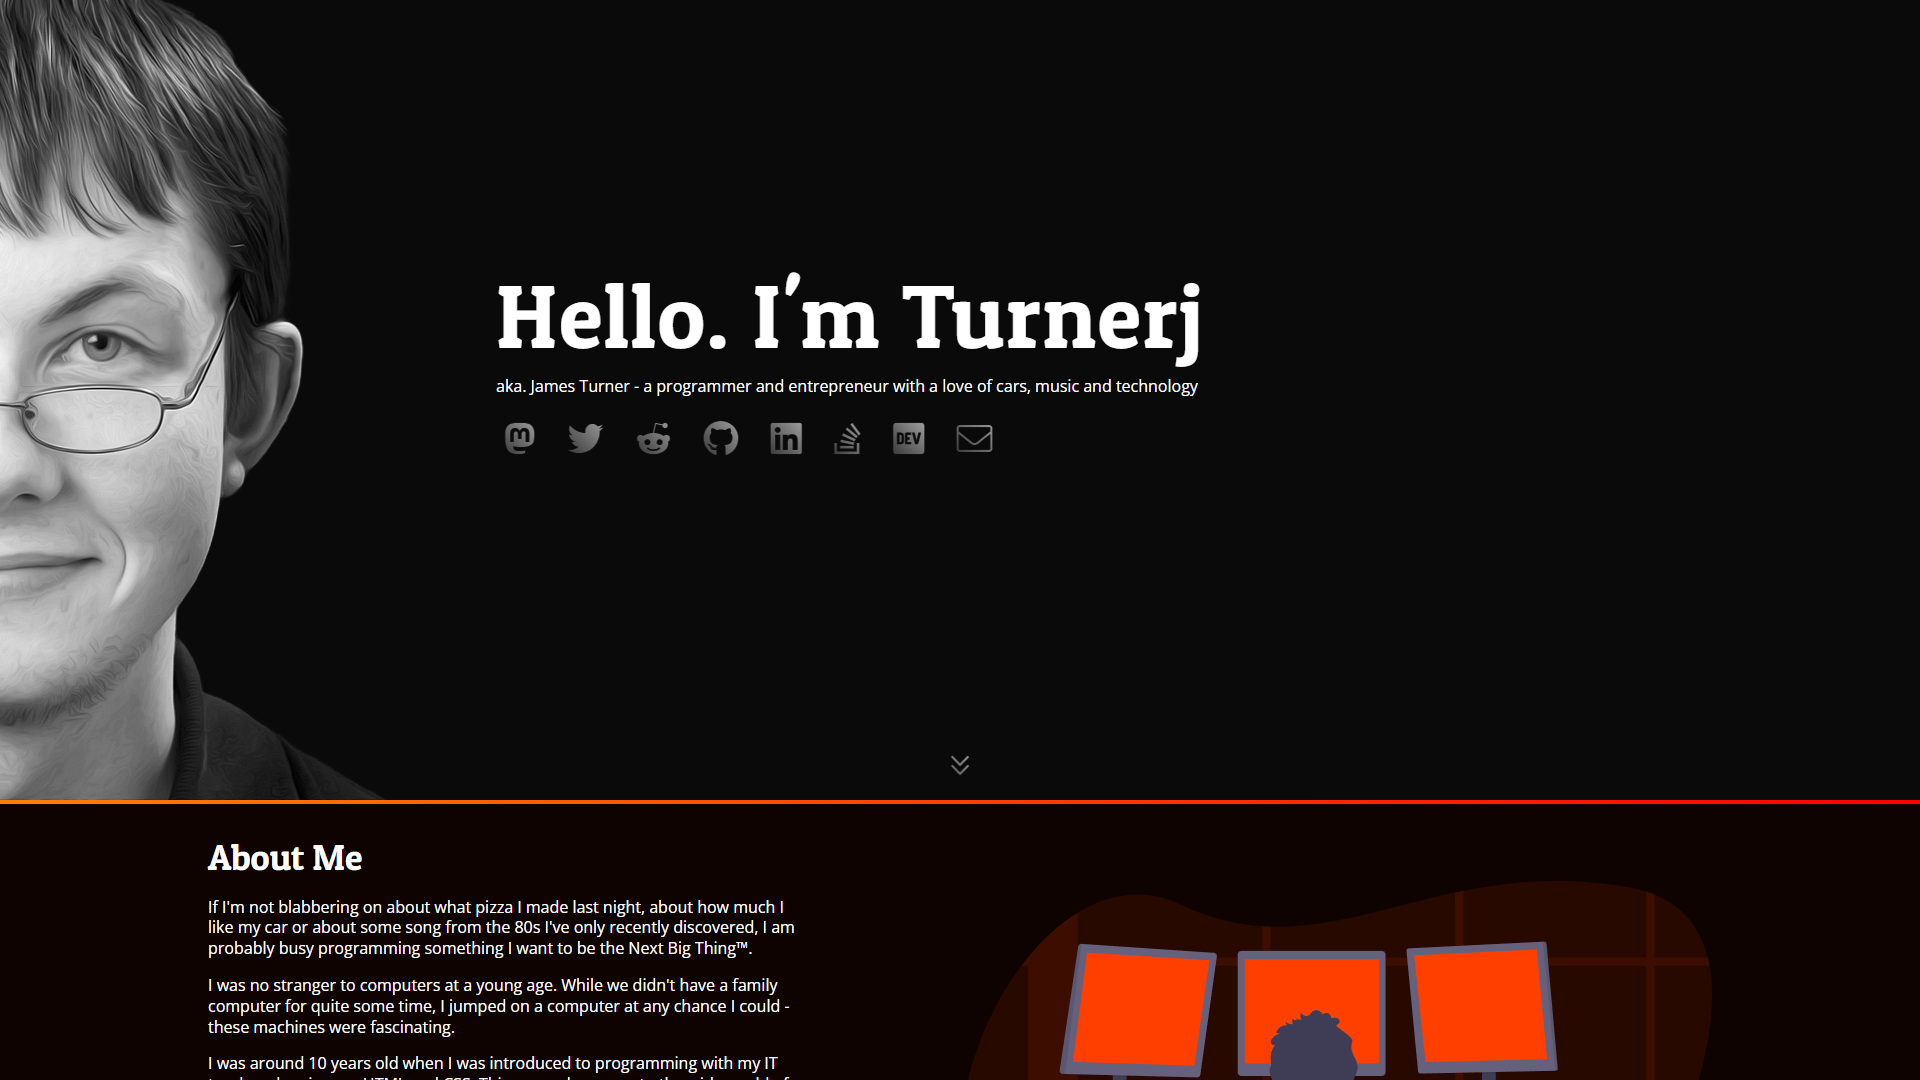 Hello. I'm Turnerj
aka. James Turner - a programmer and entrepreneur with a love of cars, music and technology
m in DEV
About Me
If I'm not blabbering on about what pizza I made last night, about how much I
like my car or about some song from the 80s I've only recently discovered, I am
probably busy programming something I want to be the Next Big Thing™.
I was no stranger to computers at a young age. While we didn't have a family
computer for quite some time, I jumped on a computer at any chance I could -
these machines were fascinating.
I was around 10 years old when I was introduced to programming with my IT